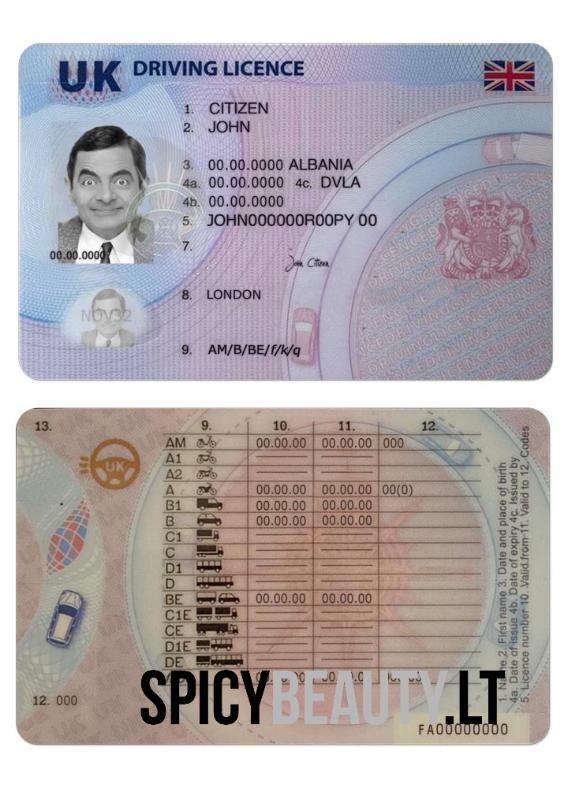 UK DRIVING LICENCE
1. CITIZEN
2. JOHN
3. 00.00.0000 ALBANIA
4a. 00.00.0000 4c. DVLA
4b. 00.00.0000
5. JOHN000000R00PY 00
00.00.0000
7.
John Citizen
8. LONDON
NOV32
9. AM/B/BE/f/k/q
13. 9. 10. 11. 12.
UK
AM 00.00.00 00.00.00 000
A1
A2
A 00.00.00 00.00.00 00(0)
B1 00.00.00 00.00.00
B 00.00.00 00.00.00
C1
C
D1
D
BE 00.00.00 00.00.00
C1E
CE
D1E
DE
12. 000
SPICYBEAUTY.LT
FA00000000
1. Name 2. First name 3. Date and place of birth
4a. Date of issue 4b. Date of expiry 4c. Issued by
5. Licence number 10. Valid from 11. Valid to 12. Codes